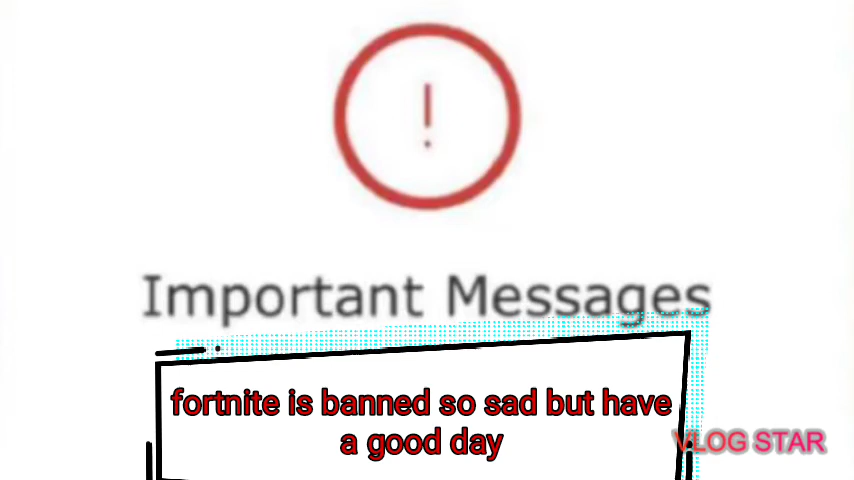 !
Important Messages
fortnite is banned so sad but have
a good day
VLOG STAR